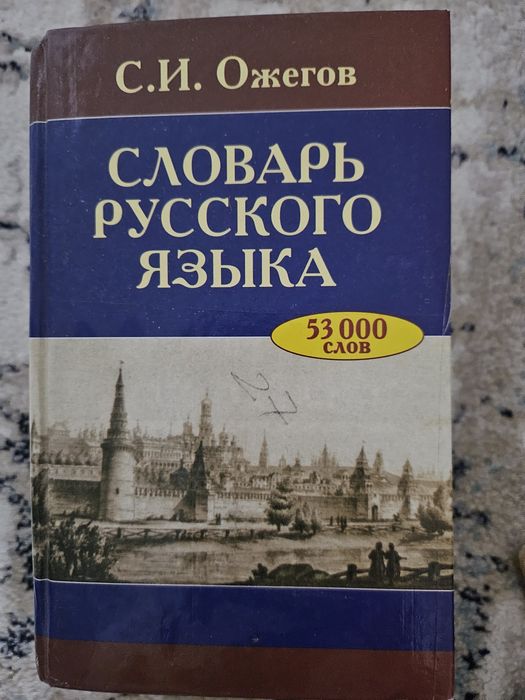 С.И. Ожегов
СЛОВАРЬ
РУССКОГО
ЯЗЫКА
53 000
СЛОВ